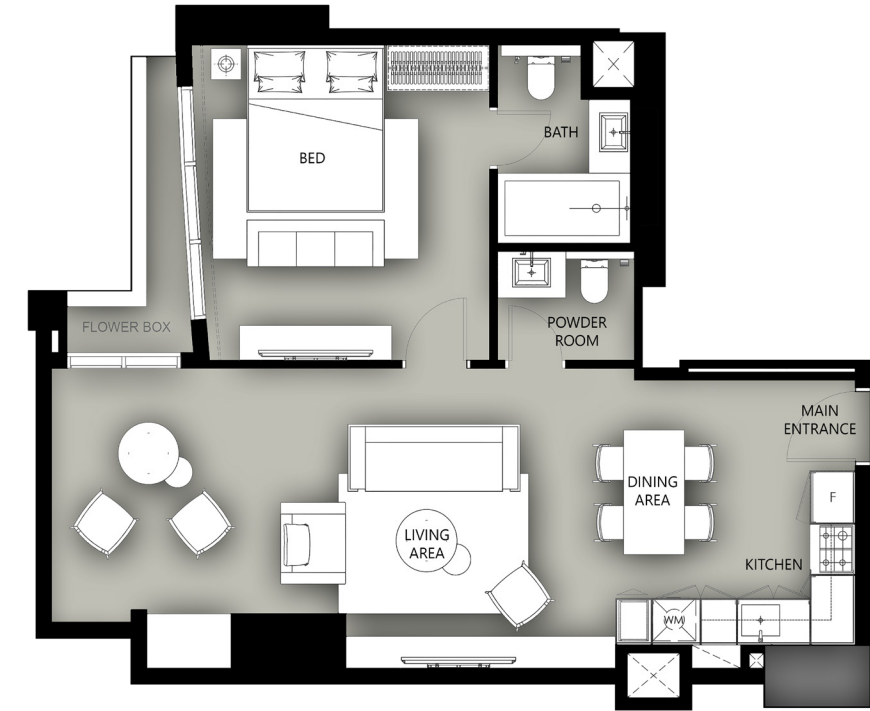 BATH
BED
FLOWER BOX
POWDER
ROOM
MAIN
ENTRANCE
DINING
AREA
F
LIVING
AREA
KITCHEN
WM